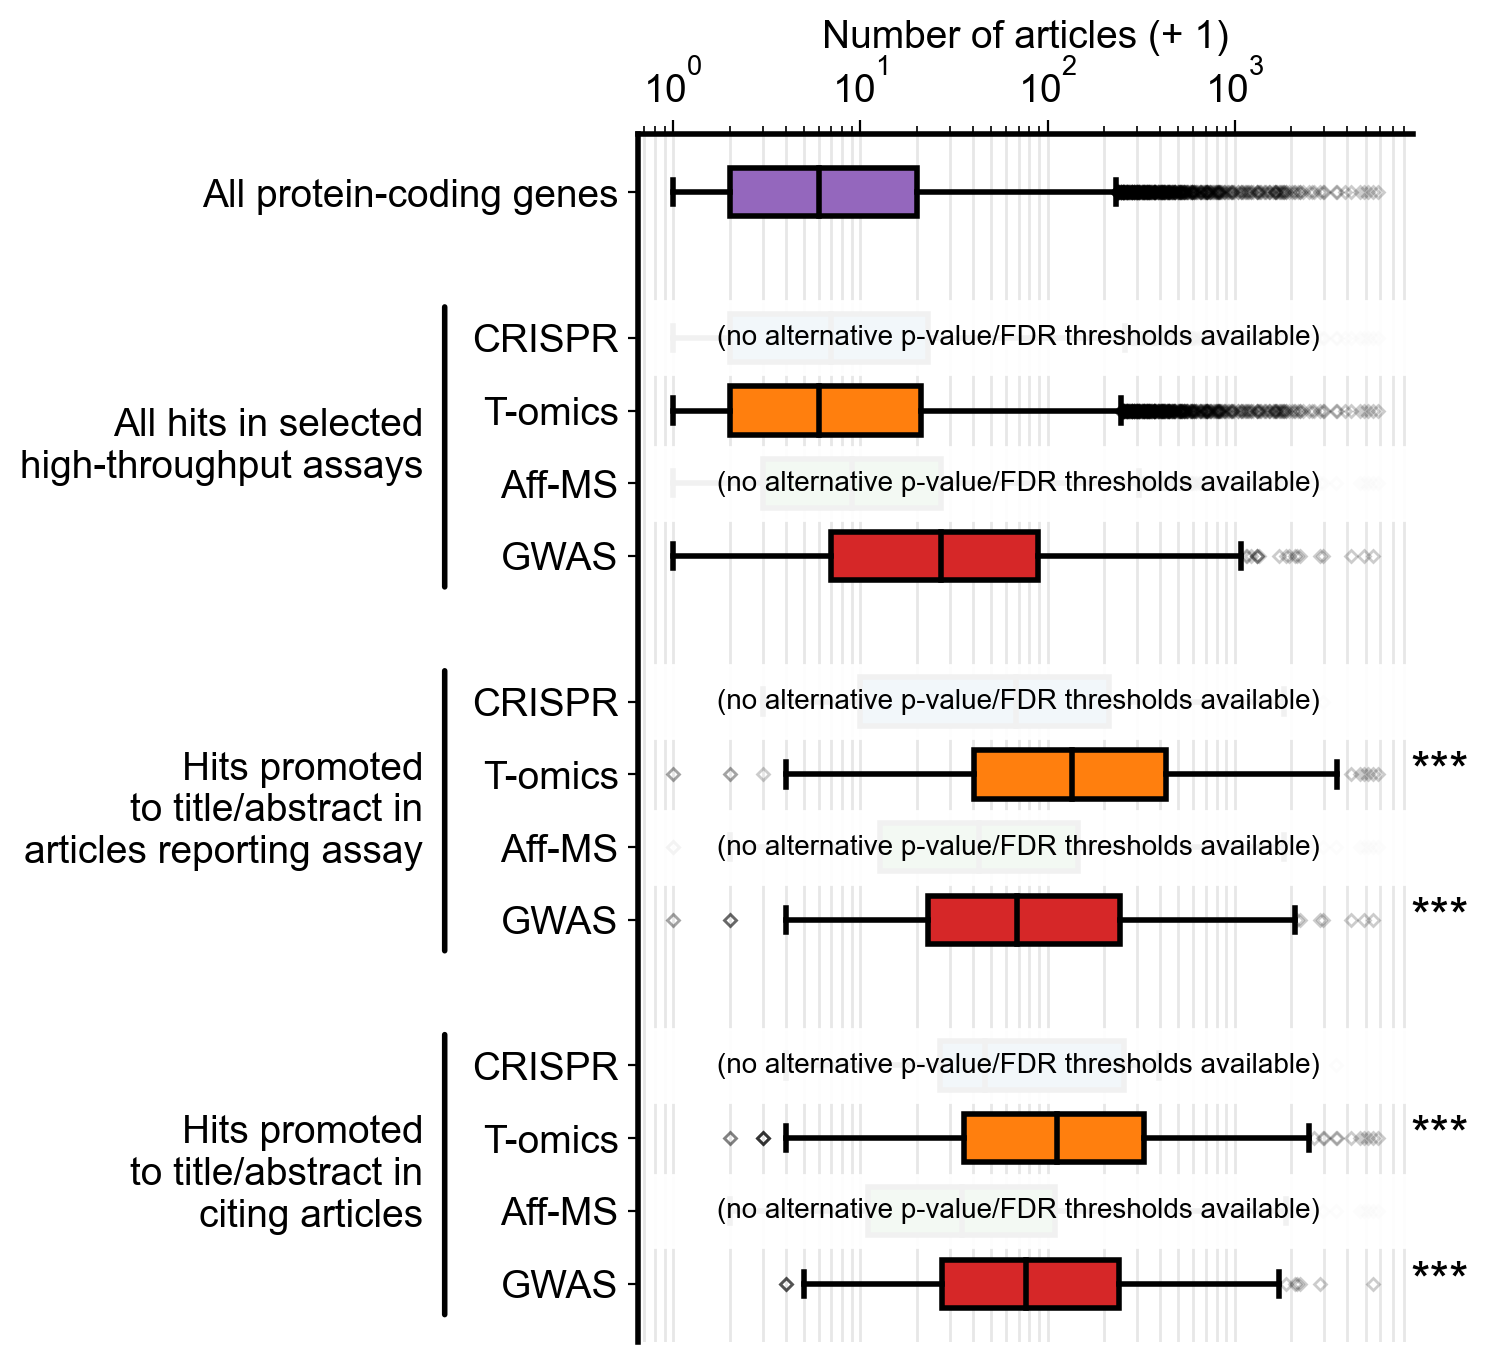 Number of articles (+ 1)
10^0 10^1 10^2 10^3
All protein-coding genes
All hits in selected
high-throughput assays
CRISPR (no alternative p-value/FDR thresholds available)
T-omics
Aff-MS (no alternative p-value/FDR thresholds available)
GWAS
Hits promoted
to title/abstract in
articles reporting assay
CRISPR (no alternative p-value/FDR thresholds available)
T-omics ***
Aff-MS (no alternative p-value/FDR thresholds available)
GWAS ***
Hits promoted
to title/abstract in
citing articles
CRISPR (no alternative p-value/FDR thresholds available)
T-omics ***
Aff-MS (no alternative p-value/FDR thresholds available)
GWAS ***